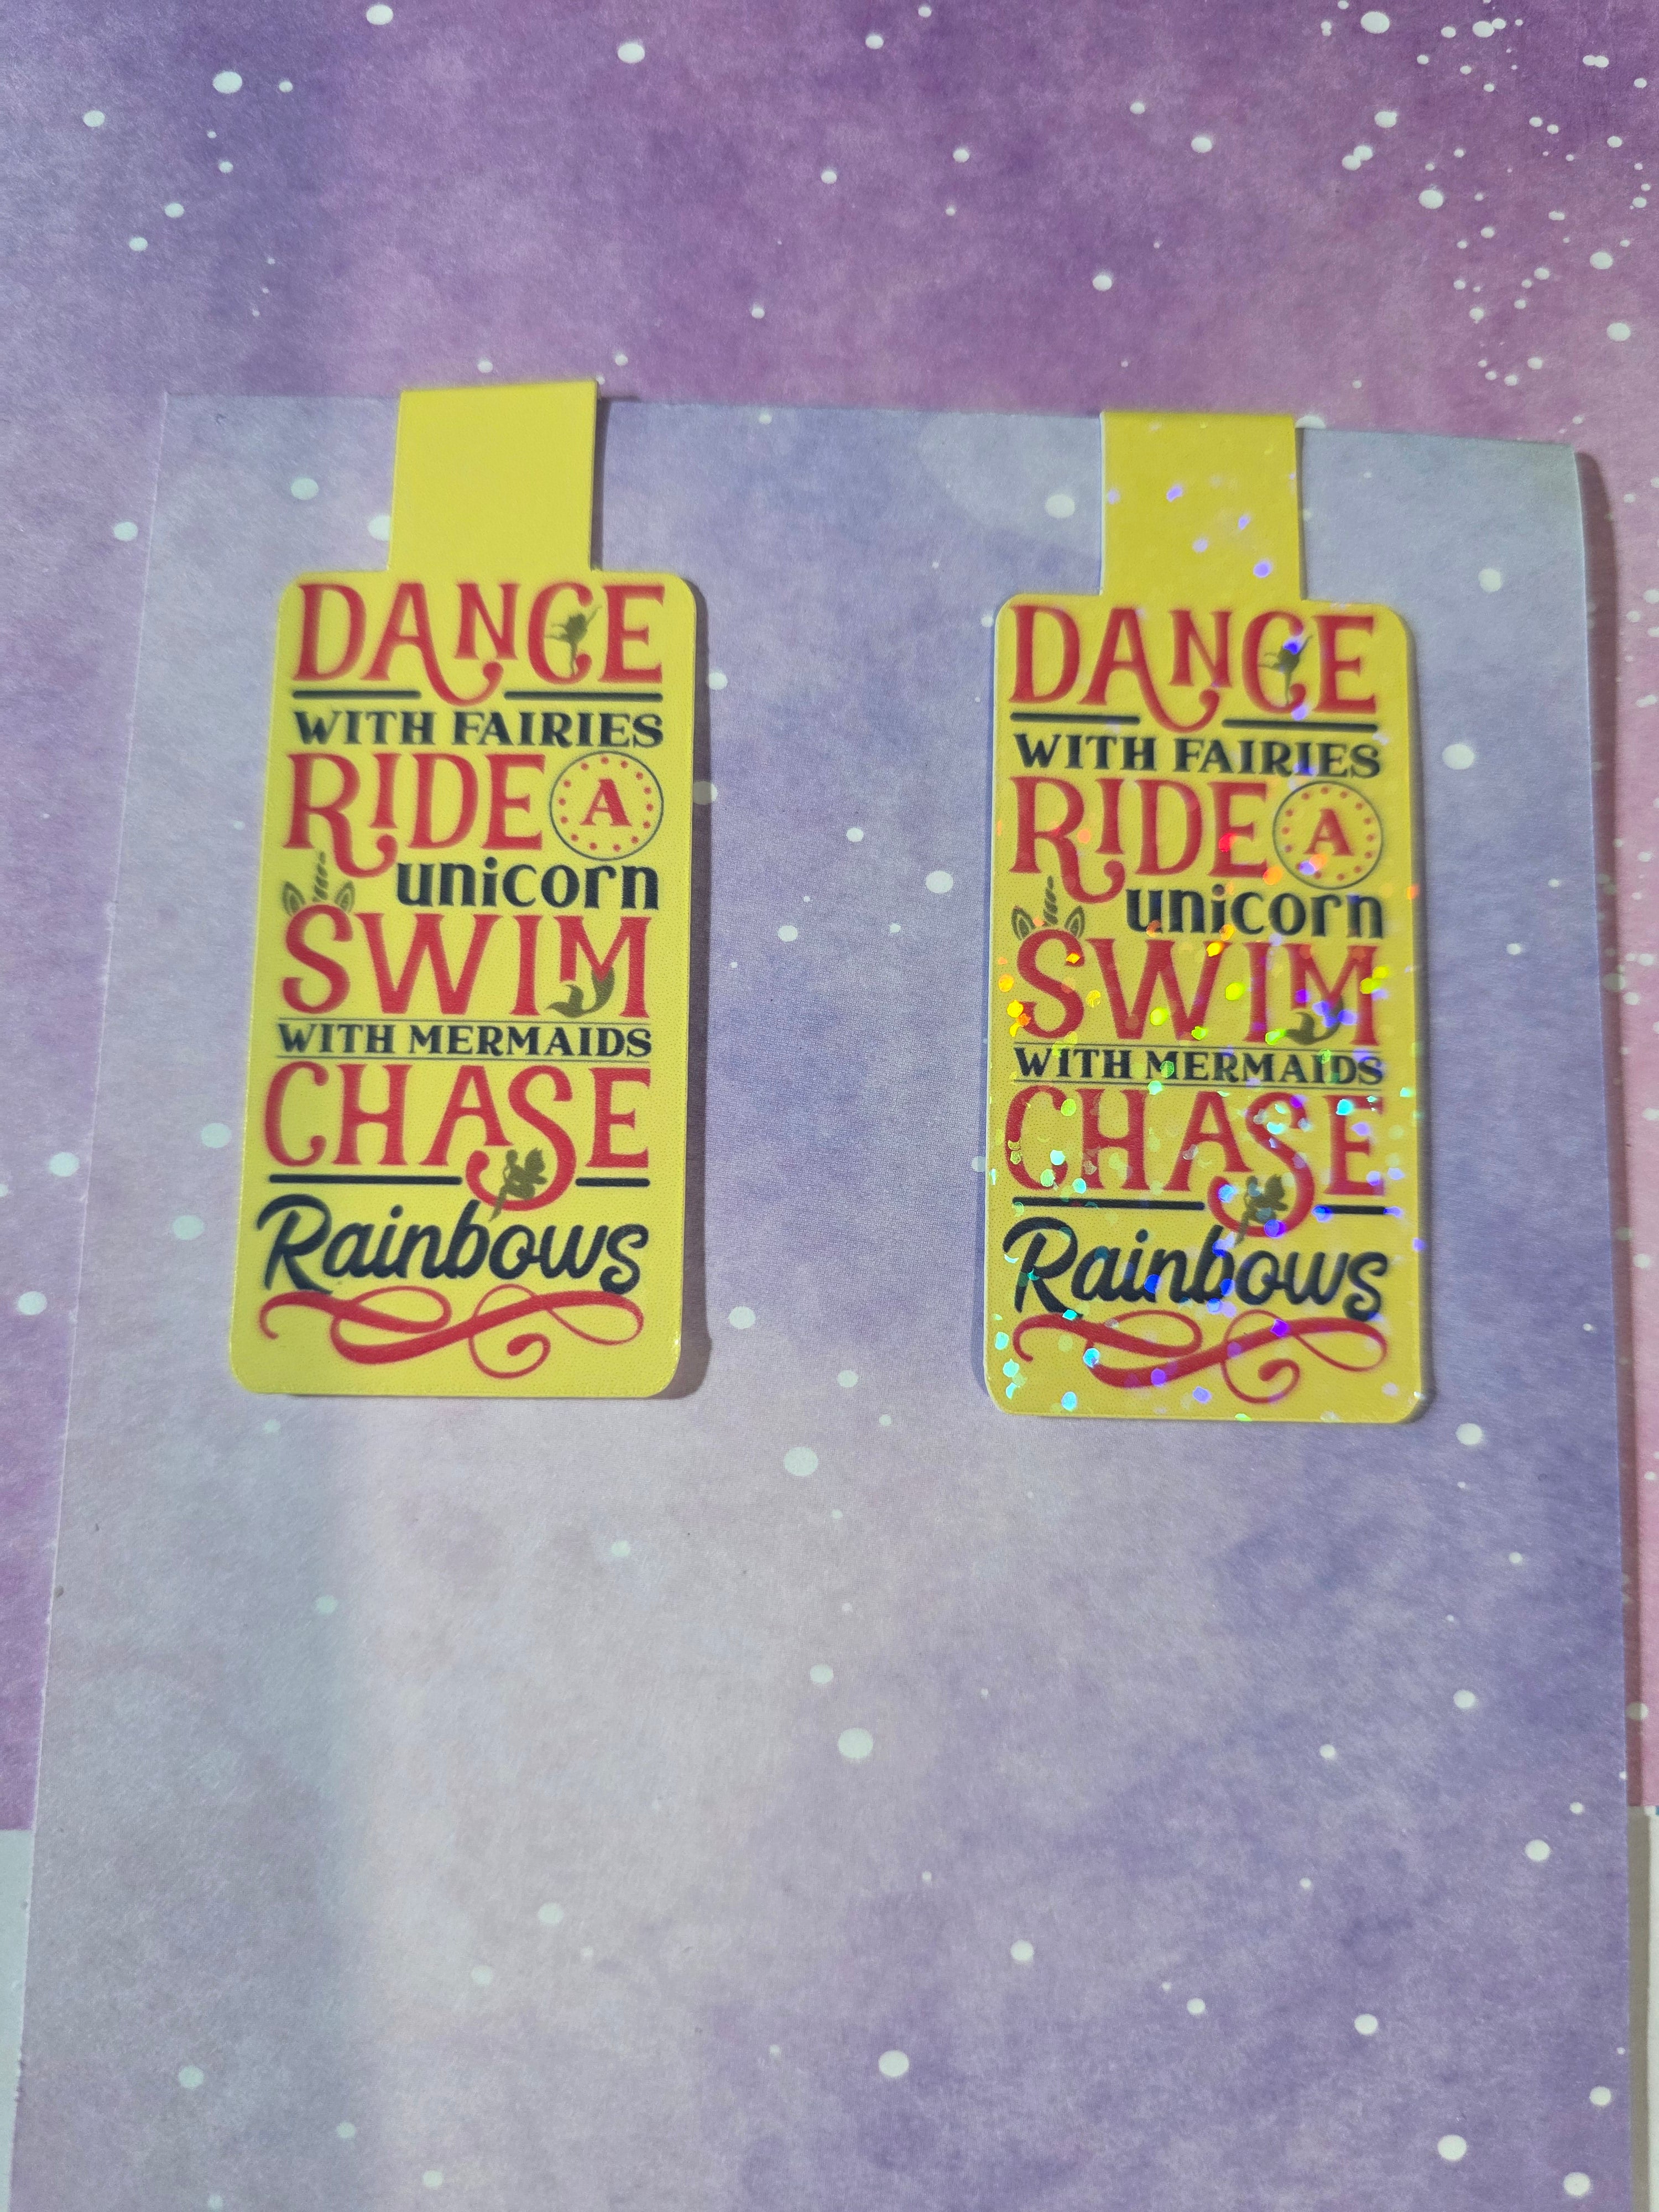 DANCE
WITH FAIRIES
RIDE A
unicorn
SWIM
WITH MERMAIDS
CHASE
Rainbows
DANCE
WITH FAIRIES
RIDE A
unicorn
SWIM
WITH MERMAIDS
CHASE
Rainbows